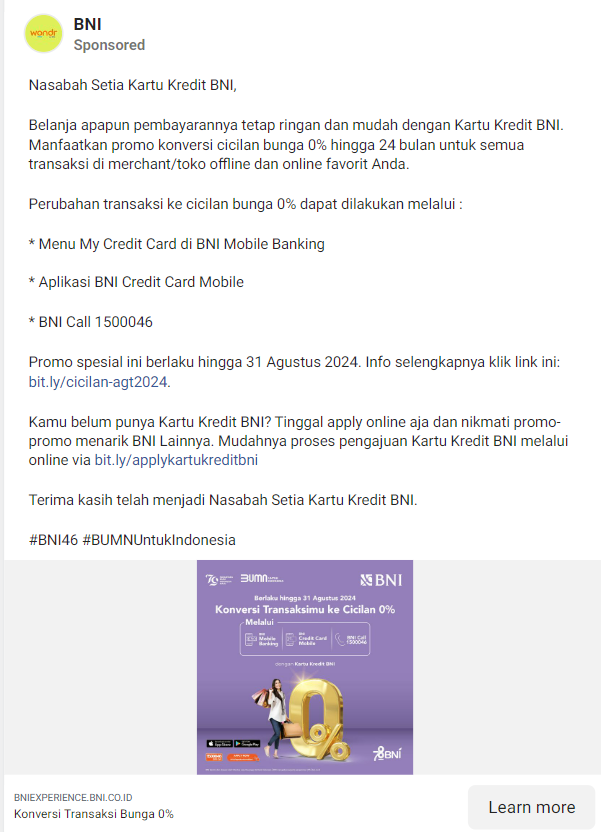 wondr
BNI
Sponsored
Nasabah Setia Kartu Kredit BNI,
Belanja apapun pembayarannya tetap ringan dan mudah dengan Kartu Kredit BNI.
Manfaatkan promo konversi cicilan bunga 0% hingga 24 bulan untuk semua
transaksi di merchant/toko offline dan online favorit Anda.
Perubahan transaksi ke cicilan bunga 0% dapat dilakukan melalui :
* Menu My Credit Card di BNI Mobile Banking
* Aplikasi BNI Credit Card Mobile
* BNI Call 1500046
Promo spesial ini berlaku hingga 31 Agustus 2024. Info selengkapnya klik link ini:
bit.ly/cicilan-agt2024.
Kamu belum punya Kartu Kredit BNI? Tinggal apply online aja dan nikmati promo-
promo menarik BNI Lainnya. Mudahnya proses pengajuan Kartu Kredit BNI melalui
online via bit.ly/applykartukreditbni
Terima kasih telah menjadi Nasabah Setia Kartu Kredit BNI.
#BNI46 #BUMNUntukIndonesia
BUMN
BNI
Berlaku hingga 31 Agustus 2024
Konversi Transaksimu ke Cicilan 0%
Melalui
BNI Mobile Banking
BNI Credit Card Mobile
BNI Call 1500046
dengan Kartu Kredit BNI
0%
App Store
Google Play
78 BNI
BNIEXPERIENCE.BNI.CO.ID
Konversi Transaksi Bunga 0%
Learn more